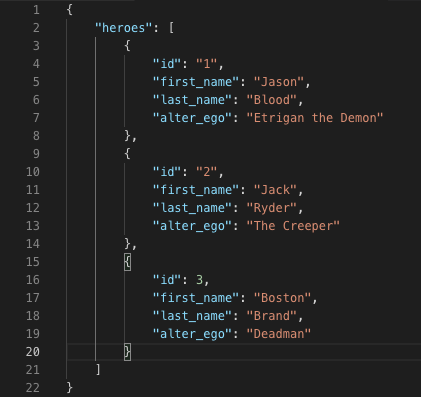 1 {
2     "heroes": [
3         {
4             "id": "1",
5             "first_name": "Jason",
6             "last_name": "Blood",
7             "alter_ego": "Etrigan the Demon"
8         },
9         {
10             "id": "2",
11             "first_name": "Jack",
12             "last_name": "Ryder",
13             "alter_ego": "The Creeper"
14         },
15         {
16             "id": 3,
17             "first_name": "Boston",
18             "last_name": "Brand",
19             "alter_ego": "Deadman"
20         }
21     ]
22 }